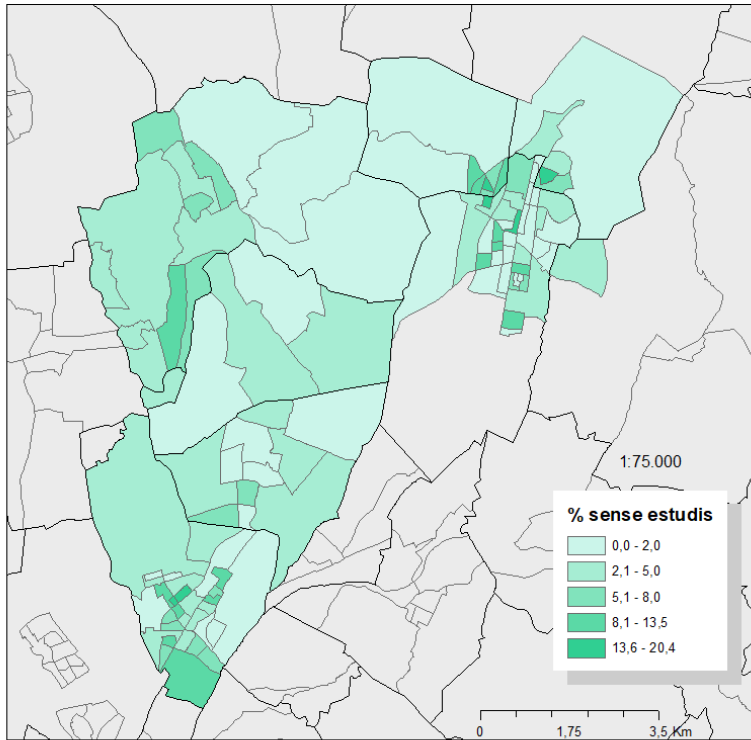 1:75.000
% sense estudis
0,0 - 2,0
2,1 - 5,0
5,1 - 8,0
8,1 - 13,5
13,6 - 20,4
0 1,75 3,5 Km